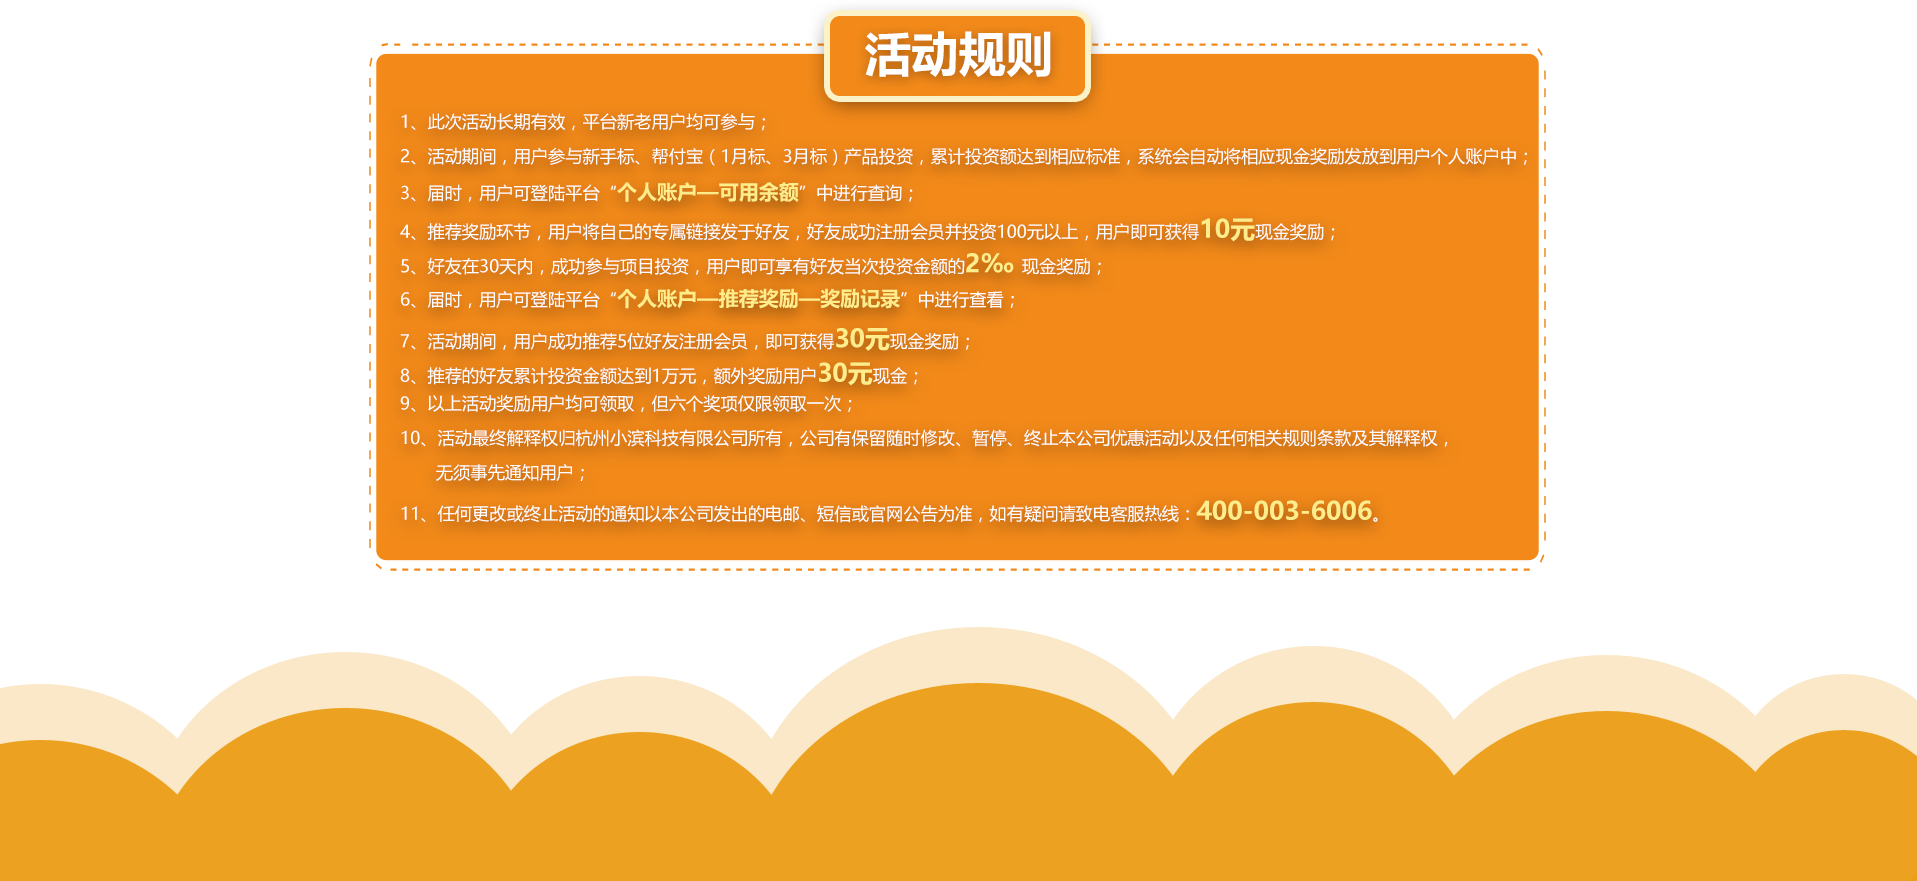 活动规则
1、此次活动长期有效，平台新老用户均可参与；
2、活动期间，用户参与新手标、帮付宝（1月标、3月标）产品投资，累计投资额达到相应标准，系统会自动将相应现金奖励发放到用户个人账户中；
3、届时，用户可登陆平台“个人账户—可用余额”中进行查询；
4、推荐奖励环节，用户将自己的专属链接发于好友，好友成功注册会员并投资100元以上，用户即可获得10元现金奖励；
5、好友在30天内，成功参与项目投资，用户即可享有好友当次投资金额的2‰ 现金奖励；
6、届时，用户可登陆平台“个人账户—推荐奖励—奖励记录”中进行查看；
7、活动期间，用户成功推荐5位好友注册会员，即可获得30元现金奖励；
8、推荐的好友累计投资金额达到1万元，额外奖励用户30元现金；
9、以上活动奖励用户均可领取，但六个奖项仅限领取一次；
10、活动最终解释权归杭州小滨科技有限公司所有，公司有保留随时修改、暂停、终止本公司优惠活动以及任何相关规则条款及其解释权，
无须事先通知用户；
11、任何更改或终止活动的通知以本公司发出的电邮、短信或官网公告为准，如有疑问请致电客服热线：400-003-6006。